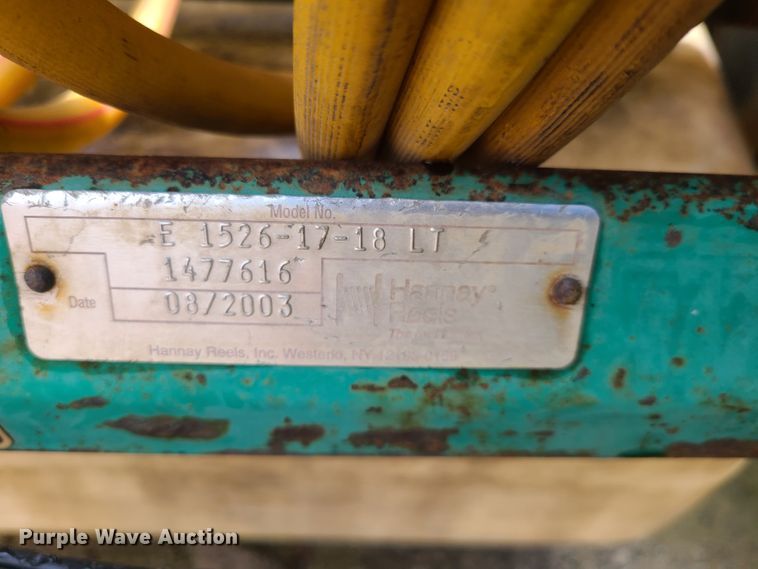 Model No.
E 1526-17-18 LT
1477616
Date 08/2003
Hannay®
Reels
Hannay Reels, Inc. Westerlo, NY
Purple Wave Auction